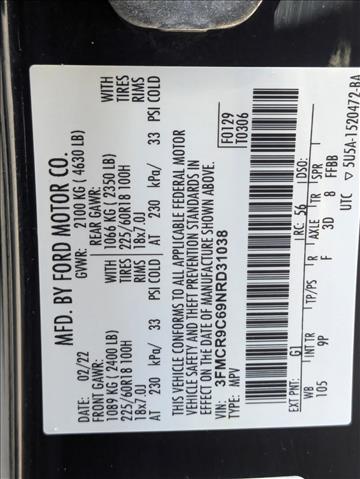 MFD. BY FORD MOTOR CO.
DATE: 02/22 GVWR: 2100 KG ( 4630 LB)
FRONT GAWR: REAR GAWR:
1089 KG ( 2400 LB) WITH 1066 KG ( 2350 LB) WITH
225/60R18 100H TIRES 225/60R18 100H TIRES
18x7.0J RIMS 18x7.0J RIMS
AT 230 kPa/ 33 PSI COLD AT 230 kPa/ 33 PSI COLD
THIS VEHICLE CONFORMS TO ALL APPLICABLE FEDERAL MOTOR
VEHICLE SAFETY AND THEFT PREVENTION STANDARDS IN
EFFECT ON THE DATE OF MANUFACTURE SHOWN ABOVE.
VIN: 3FMCR9C69NRD31038 F0129
TYPE: MPV T0306
EXT PNT: G1 RC: 56 DSO:
WB INT TR TP/PS R AXLE TR SPR
105 9P F 3D 8 FFBB
UTC ▽ 5U5A-1520472-BA